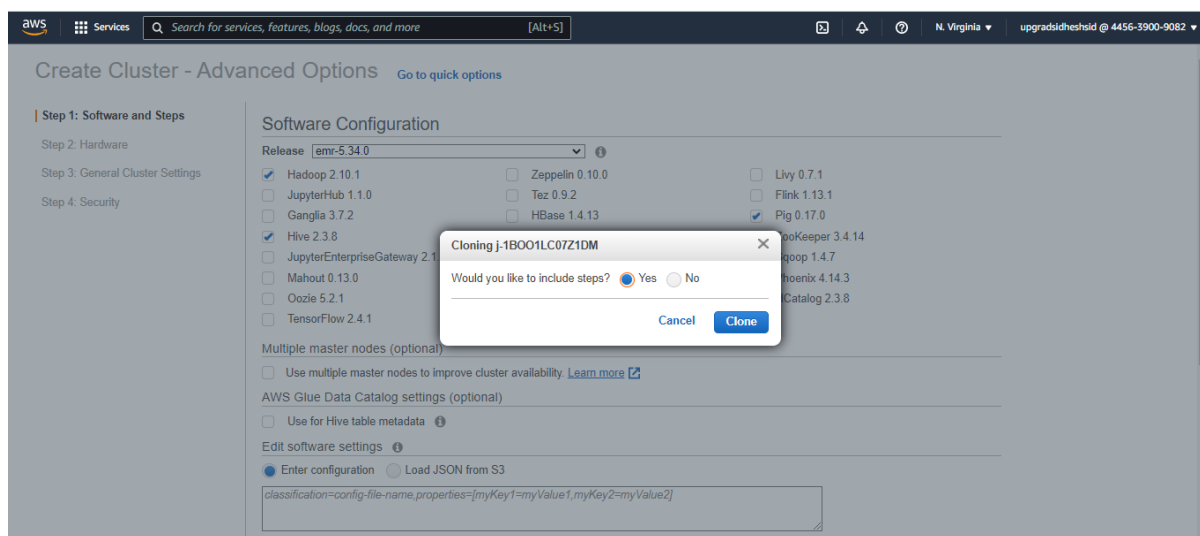 aws Services Search for services, features, blogs, docs, and more [Alt+S] N. Virginia upgradsidheshsid @ 4456-3900-9082
Create Cluster - Advanced Options Go to quick options
Step 1: Software and Steps
Step 2: Hardware
Step 3: General Cluster Settings
Step 4: Security
Software Configuration
Release emr-5.34.0
Hadoop 2.10.1 Zeppelin 0.10.0 Livy 0.7.1
JupyterHub 1.1.0 Tez 0.9.2 Flink 1.13.1
Ganglia 3.7.2 HBase 1.4.13 Pig 0.17.0
Hive 2.3.8 ooKeeper 3.4.14
JupyterEnterpriseGateway 2.1 qoop 1.4.7
Mahout 0.13.0 hoenix 4.14.3
Oozie 5.2.1 Catalog 2.3.8
TensorFlow 2.4.1
Cloning j-1BOO1LC07Z1DM
Would you like to include steps? Yes No
Cancel Clone
Multiple master nodes (optional)
Use multiple master nodes to improve cluster availability. Learn more
AWS Glue Data Catalog settings (optional)
Use for Hive table metadata
Edit software settings
Enter configuration Load JSON from S3
classification=config-file-name,properties=[myKey1=myValue1,myKey2=myValue2]